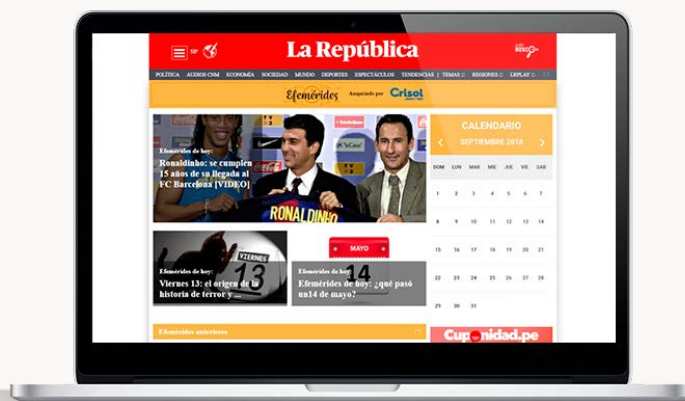 La República
POLÍTICA AUDIOS CNM ECONOMÍA SOCIEDAD MUNDO DEPORTES ESPECTÁCULOS TENDENCIAS | TEMAS REGIONES LRPLAY
Efemérides Auspiciado por Crisol
Efemérides de hoy:
Ronaldinho: se cumplen
15 años de su llegada al
FC Barcelona [VIDEO]
RONALDINHO
VIERNES
13
Efemérides de hoy:
Viernes 13: el origen de la
historia de terror y ...
MAYO
14
Efemérides de hoy:
Efemérides de hoy: ¿qué pasó
un14 de mayo?
Efemérides anteriores
CALENDARIO
SEPTIEMBRE 2018
DOM LUN MAR MIE JUE VIE SAB
1 2 3 4 5 6 7
8 9 10 11 12 13 14
15 16 17 18 19 20 21
22 23 24 25 26 27 28
29 30 31
Cuponidad.pe